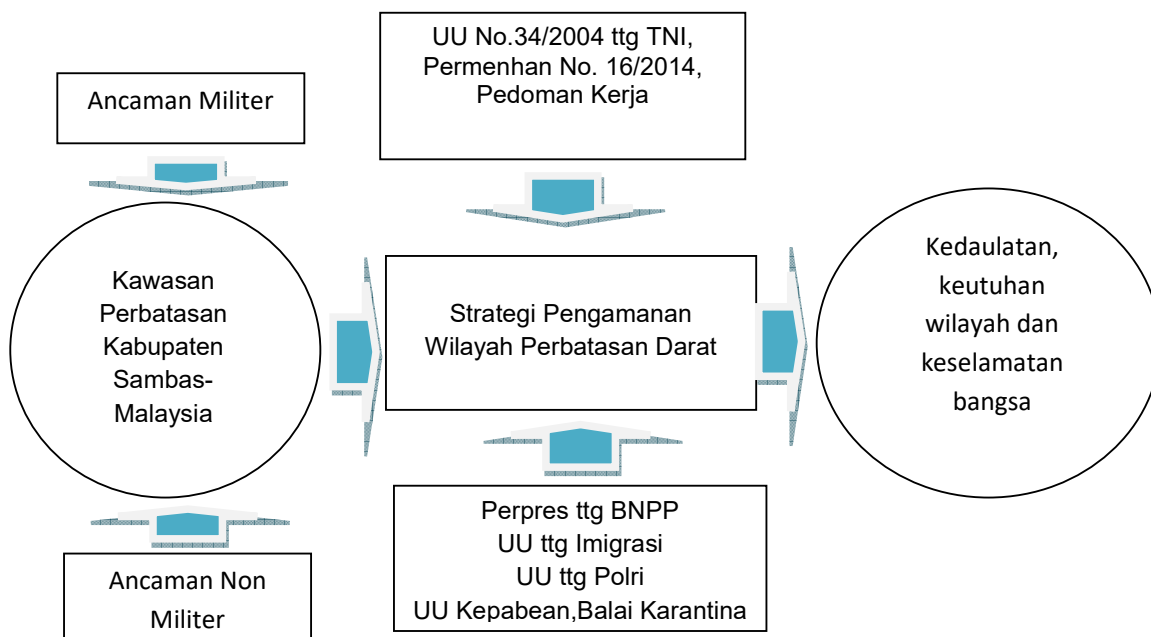 UU No.34/2004 ttg TNI,
Permenhan No. 16/2014,
Pedoman Kerja
Ancaman Militer
Kawasan
Perbatasan
Kabupaten
Sambas-
Malaysia
Strategi Pengamanan
Wilayah Perbatasan Darat
Kedaulatan,
keutuhan
wilayah dan
keselamatan
bangsa
Ancaman Non
Militer
Perpres ttg BNPP
UU ttg Imigrasi
UU ttg Polri
UU Kepabean,Balai Karantina